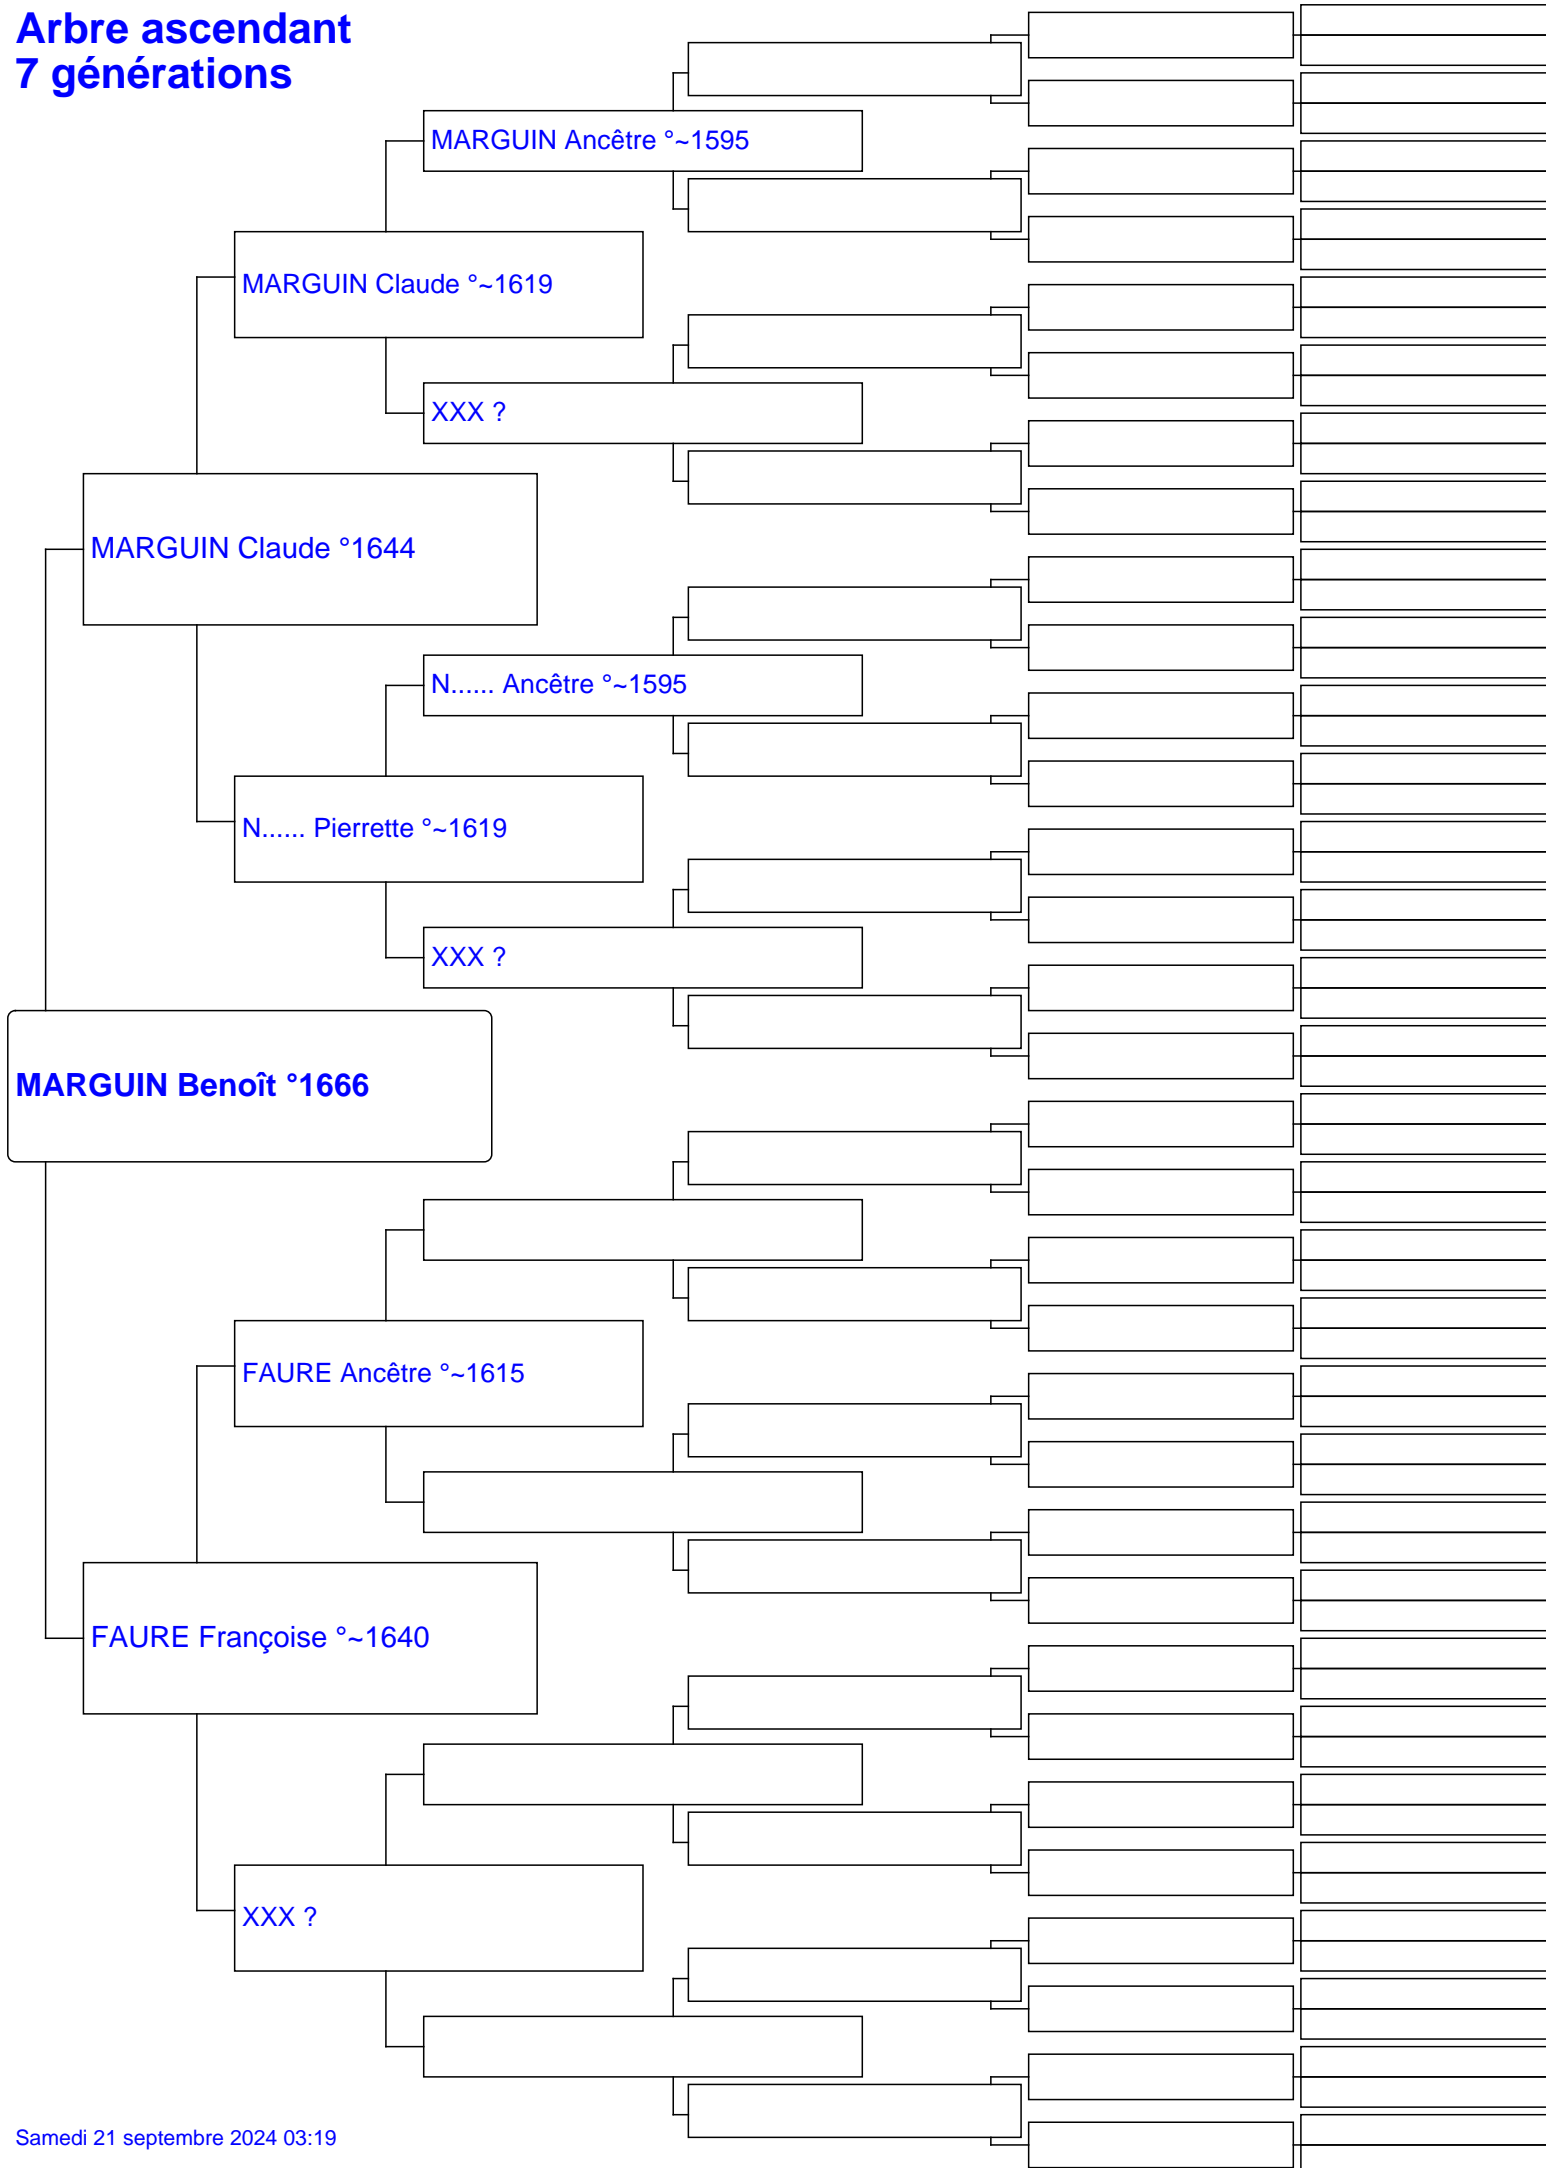 Arbre ascendant
7 générations
MARGUIN Ancêtre °~1595
MARGUIN Claude °~1619
XXX ?
MARGUIN Claude °1644
N...... Ancêtre °~1595
N...... Pierrette °~1619
XXX ?
MARGUIN Benoît °1666
FAURE Ancêtre °~1615
FAURE Françoise °~1640
XXX ?
Samedi 21 septembre 2024 03:19